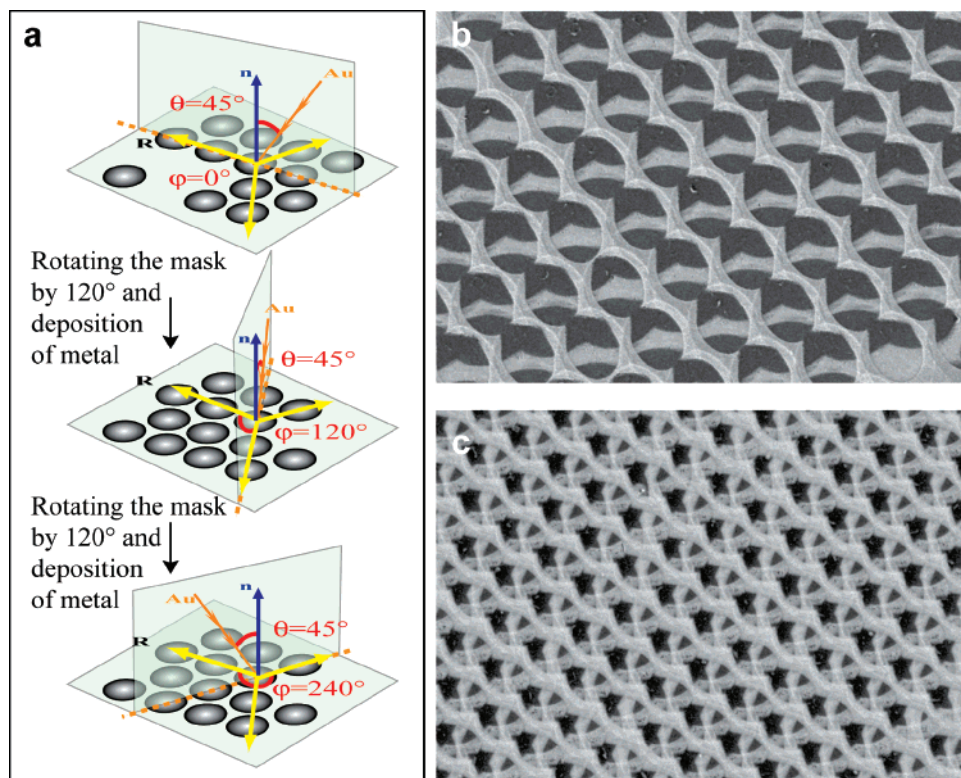 a
n
Au
θ=45°
R
φ=0°
Rotating the mask
by 120° and
deposition
of metal
Au
n
θ=45°
R
φ=120°
Rotating the mask
by 120° and
deposition
of metal
n
Au
θ=45°
R
φ=240°
b
c